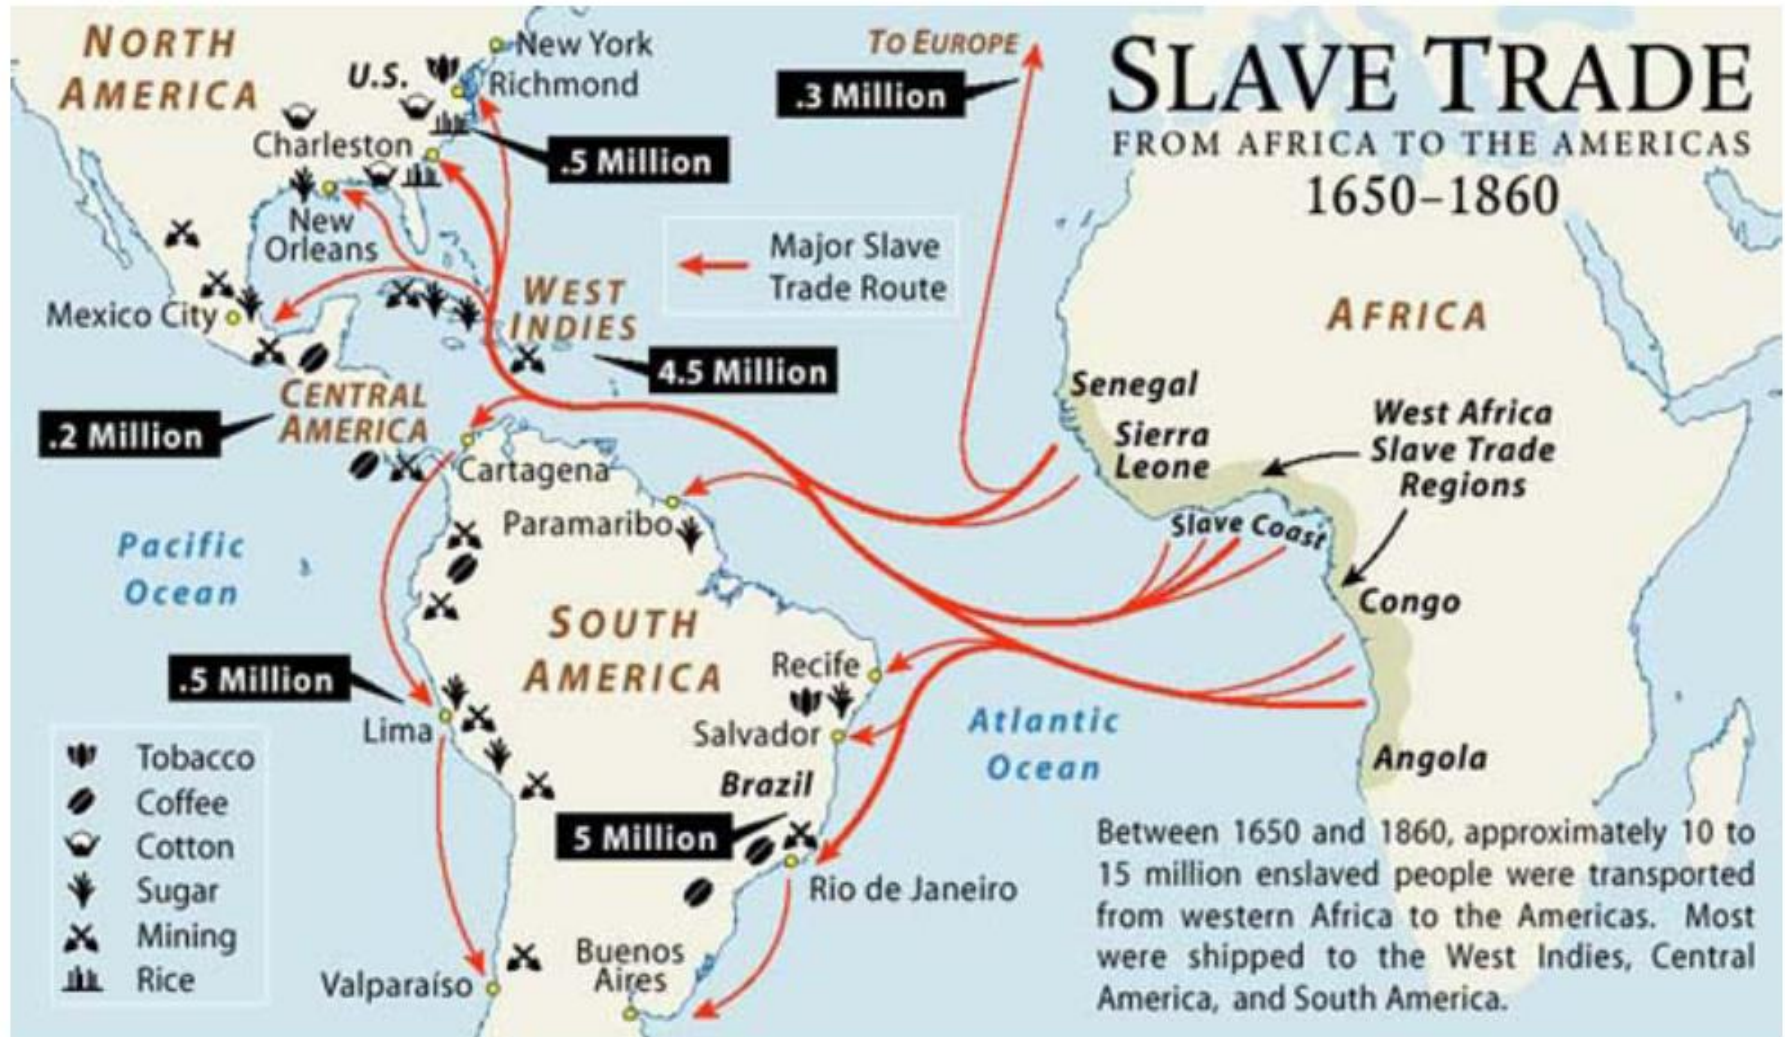 SLAVE TRADE
FROM AFRICA TO THE AMERICAS
1650–1860
NORTH
AMERICA
U.S.
New York
Richmond
.5 Million
Charleston
New
Orleans
Mexico City
WEST
INDIES
4.5 Million
CENTRAL
AMERICA
.2 Million
TO EUROPE
.3 Million
Major Slave
Trade Route
AFRICA
Senegal
Sierra
Leone
West Africa
Slave Trade
Regions
Slave Coast
Congo
Angola
Cartagena
Paramaribo
Pacific
Ocean
SOUTH
AMERICA
Recife
Salvador
Brazil
5 Million
Rio de Janeiro
.5 Million
Lima
Atlantic
Ocean
Buenos
Aires
Valparaíso
Tobacco
Coffee
Cotton
Sugar
Mining
Rice
Between 1650 and 1860, approximately 10 to
15 million enslaved people were transported
from western Africa to the Americas. Most
were shipped to the West Indies, Central
America, and South America.